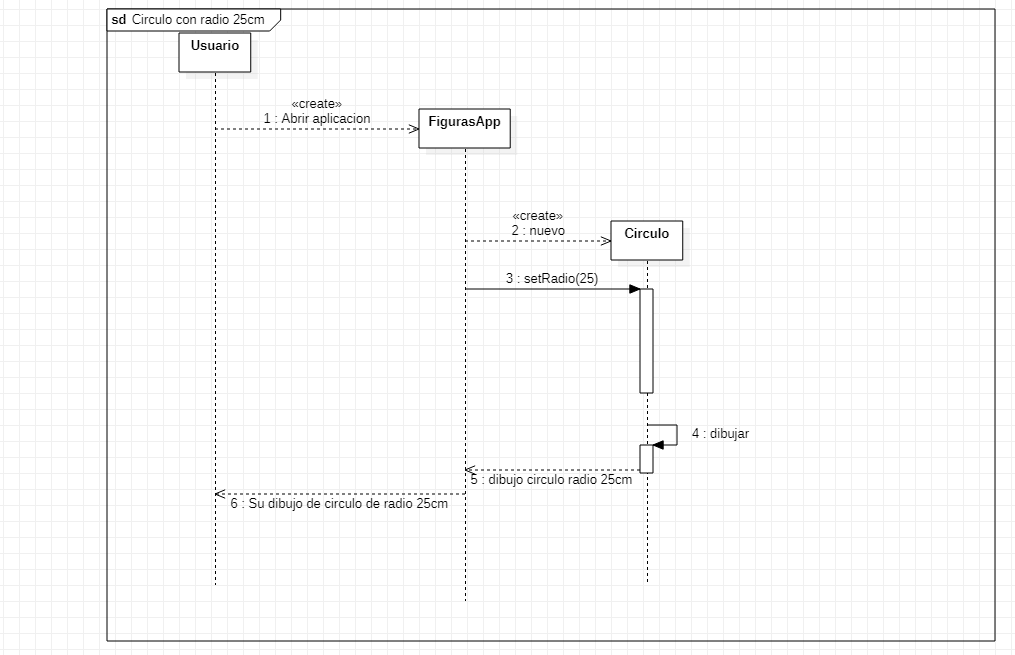 sd Circulo con radio 25cm
Usuario
«create»
1 : Abrir aplicacion
FigurasApp
«create»
2 : nuevo
Circulo
3 : setRadio(25)
4 : dibujar
5 : dibujo circulo radio 25cm
6 : Su dibujo de circulo de radio 25cm